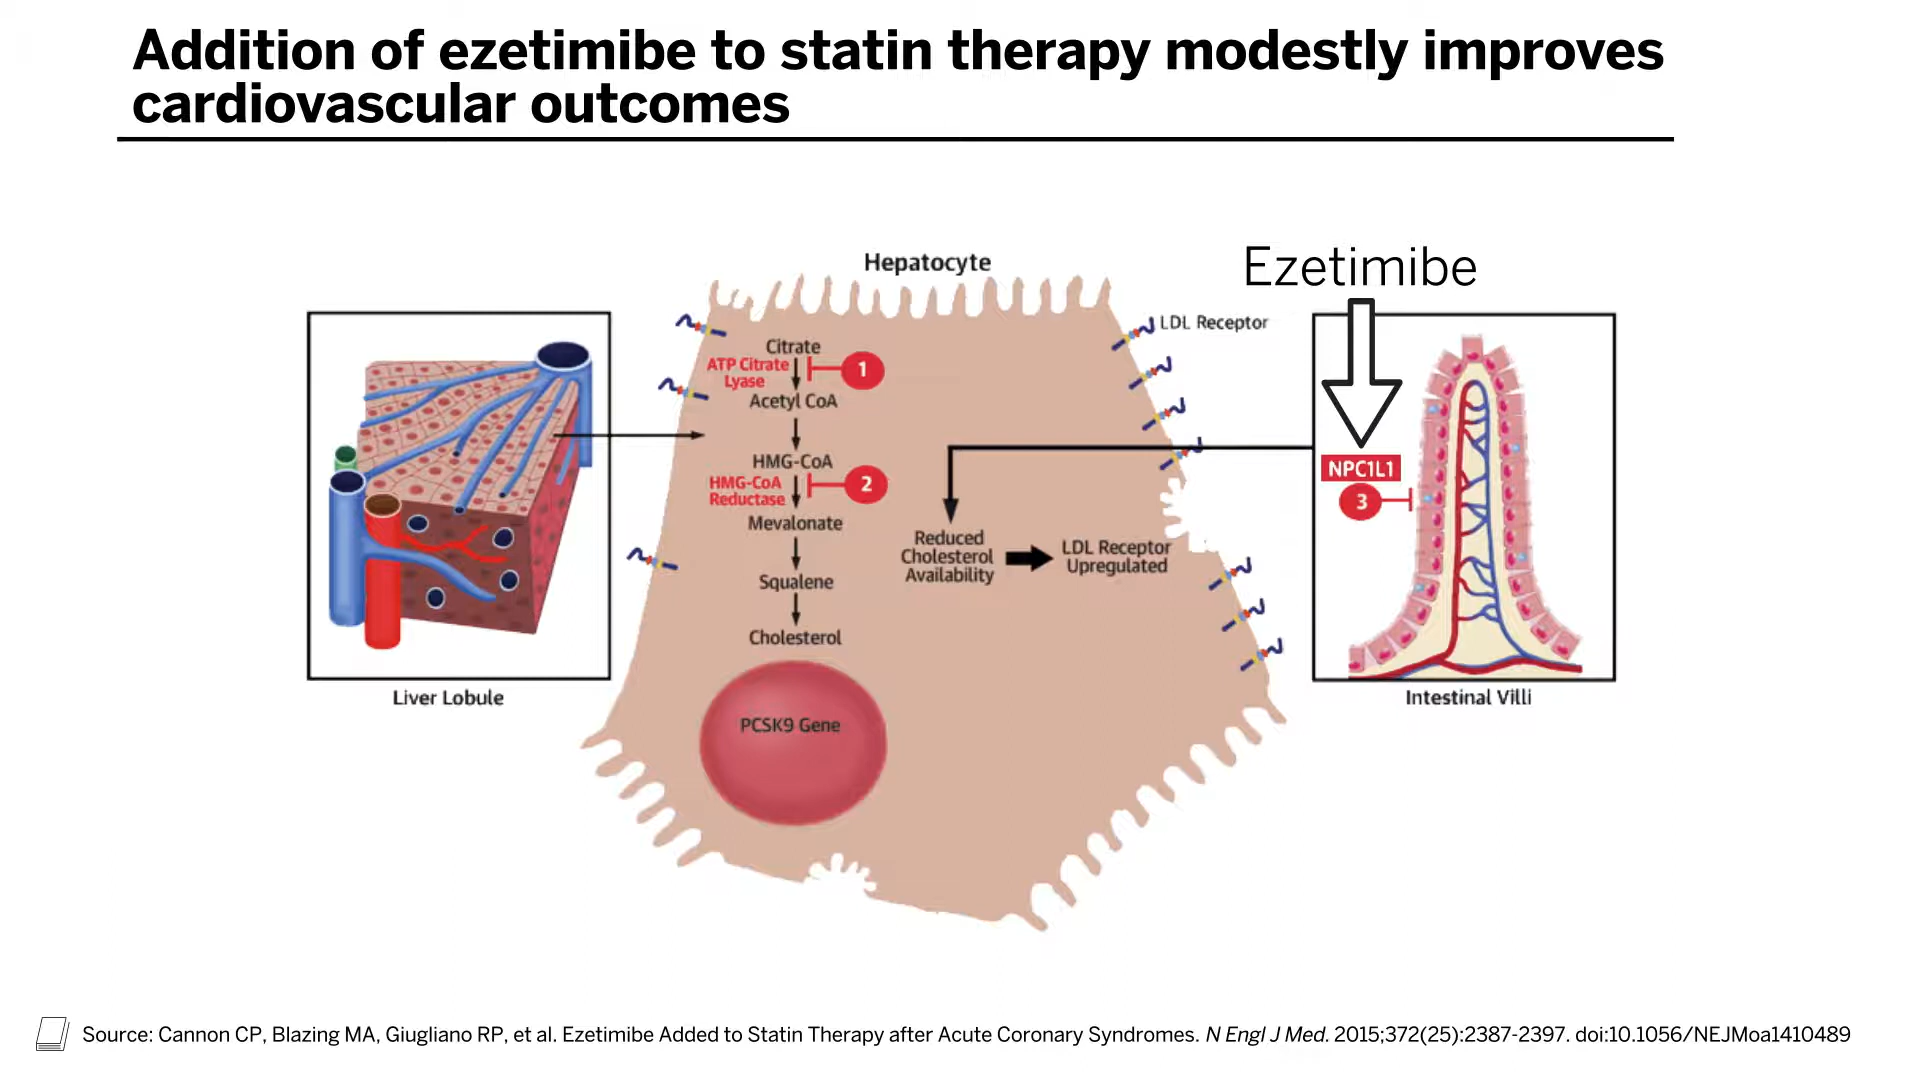 Addition of ezetimibe to statin therapy modestly improves
cardiovascular outcomes
Hepatocyte
Ezetimibe
LDL Receptor
Citrate
ATP Citrate
Lyase
1
Acetyl CoA
HMG-CoA
HMG-CoA
Reductase
2
Mevalonate
Squalene
Cholesterol
PCSK9 Gene
Reduced
Cholesterol
Availability
LDL Receptor
Upregulated
NPC1L1
3
Liver Lobule
Intestinal Villi
Source: Cannon CP, Blazing MA, Giugliano RP, et al. Ezetimibe Added to Statin Therapy after Acute Coronary Syndromes. N Engl J Med. 2015;372(25):2387-2397. doi:10.1056/NEJMoa1410489